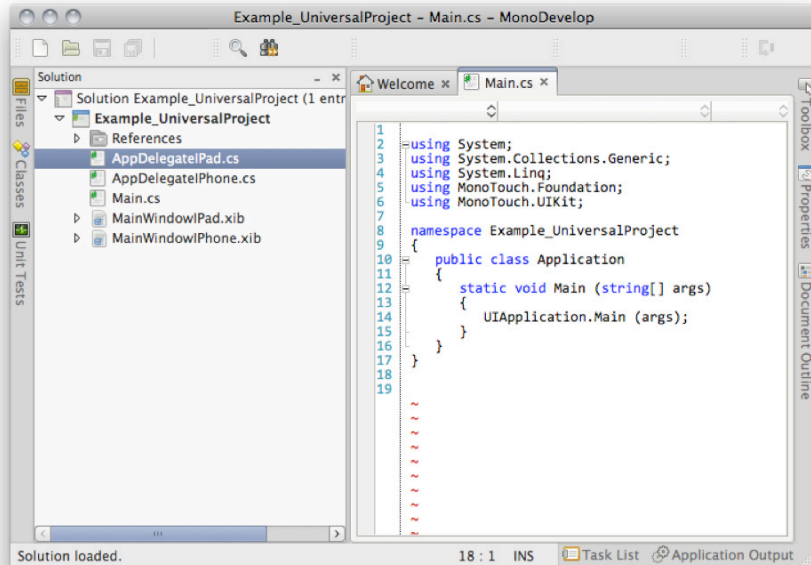 Example_UniversalProject – Main.cs – MonoDevelop
Solution
Files
Classes
Unit Tests
Solution Example_UniversalProject (1 entr
Example_UniversalProject
References
AppDelegateIPad.cs
AppDelegateIPhone.cs
Main.cs
MainWindowIPad.xib
MainWindowIPhone.xib
Welcome × Main.cs ×
1
2 using System;
3 using System.Collections.Generic;
4 using System.Linq;
5 using MonoTouch.Foundation;
6 using MonoTouch.UIKit;
7
8 namespace Example_UniversalProject
9 {
10 public class Application
11 {
12 static void Main (string[] args)
13 {
14 UIApplication.Main (args);
15 }
16 }
17 }
18
19
~
~
~
~
~
~
~
~
~
~
Toolbox
Properties
Document Outline
Solution loaded.
18 : 1 INS Task List Application Output